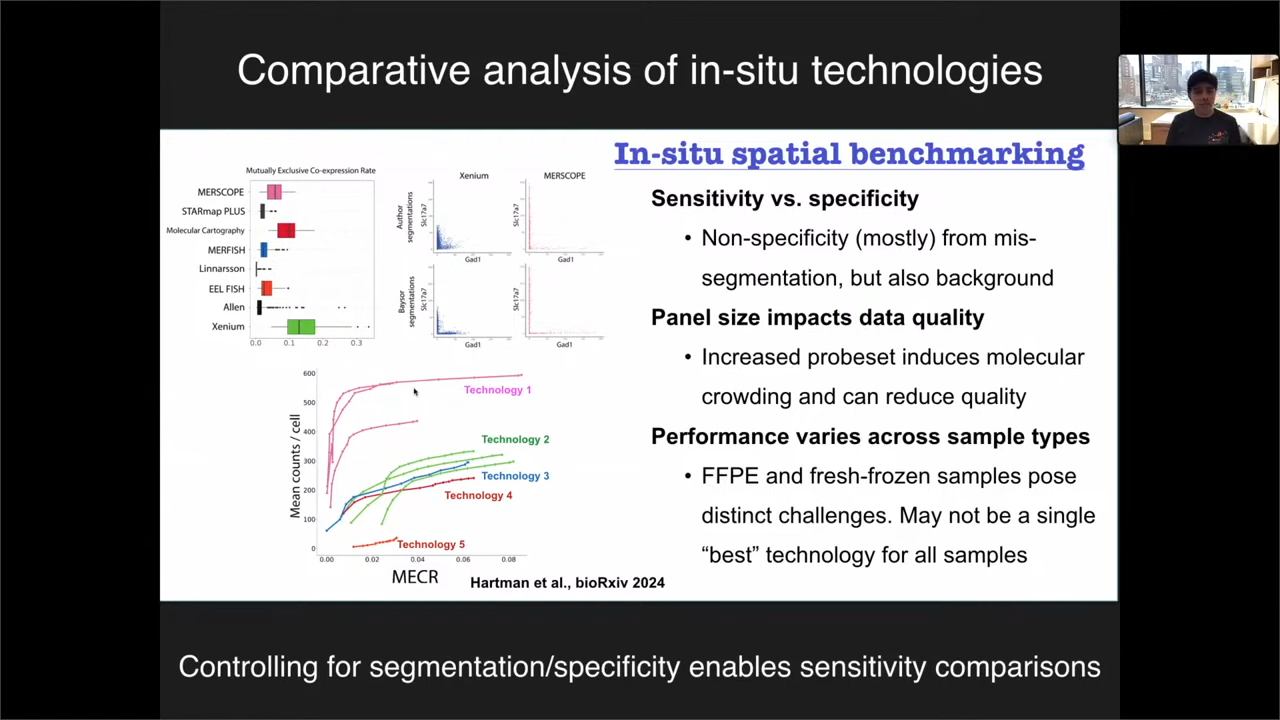 Comparative analysis of in-situ technologies
Mutually Exclusive Co-expression Rate
MERSCOPE
STARmap PLUS
Molecular Cartography
MERFISH
Linnarsson
EEL FISH
Allen
Xenium
0.0 0.1 0.2 0.3
Xenium MERSCOPE
Author
segmentations
Slc17a7
Gad1
Slc17a7
Gad1
Baysor
segmentations
Slc17a7
Gad1
Slc17a7
Gad1
600
500
400
300
200
100
0
Mean counts / cell
Technology 1
Technology 2
Technology 3
Technology 4
Technology 5
0.00 0.02 0.04 0.06 0.08
MECR
Hartman et al., bioRxiv 2024
In-situ spatial benchmarking
Sensitivity vs. specificity
• Non-specificity (mostly) from mis-
segmentation, but also background
Panel size impacts data quality
• Increased probeset induces molecular
crowding and can reduce quality
Performance varies across sample types
• FFPE and fresh-frozen samples pose
distinct challenges. May not be a single
“best” technology for all samples
Controlling for segmentation/specificity enables sensitivity comparisons